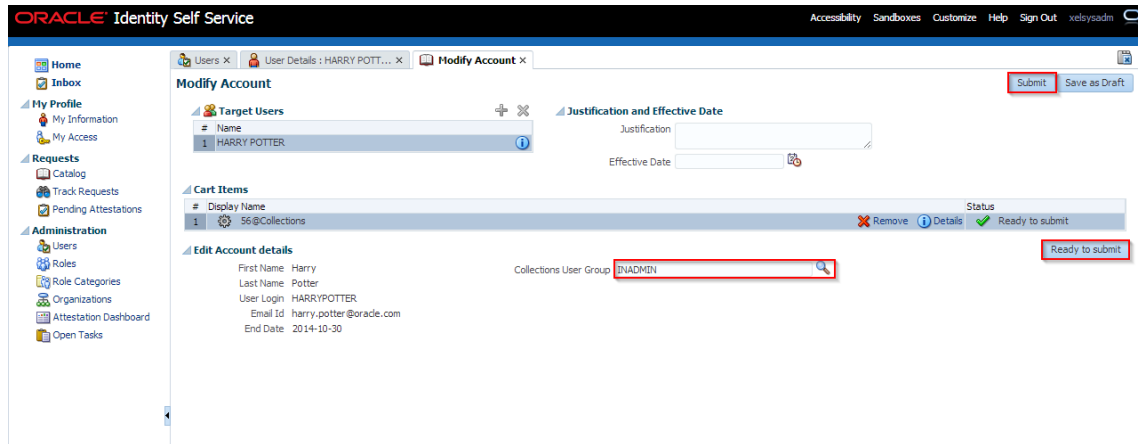 ORACLE Identity Self Service
Accessibility Sandboxes Customize Help Sign Out xelsysadm
Home
Inbox
My Profile
My Information
My Access
Requests
Catalog
Track Requests
Pending Attestations
Administration
Users
Roles
Role Categories
Organizations
Attestation Dashboard
Open Tasks
Users User Details : HARRY POTT... Modify Account
Modify Account
Submit Save as Draft
Target Users
# Name
1 HARRY POTTER
Justification and Effective Date
Justification
Effective Date
Cart Items
# Display Name Status
1 56@Collections Remove Details Ready to submit
Edit Account details
Ready to submit
First Name Harry
Last Name Potter
User Login HARRYPOTTER
Email Id harry.potter@oracle.com
End Date 2014-10-30
Collections User Group INADMIN